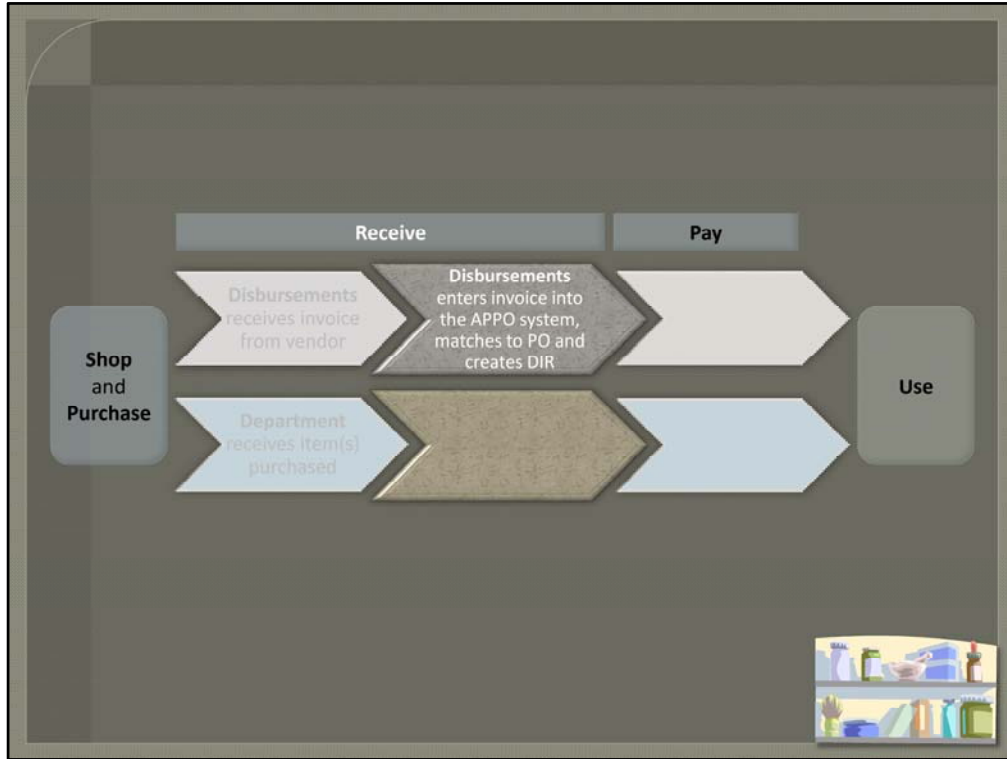 Receive
Pay
Disbursements
receives invoice
from vendor
Disbursements
enters invoice into
the APPO system,
matches to PO and
creates DIR
Shop
and
Purchase
Department
receives item(s)
purchased
Use